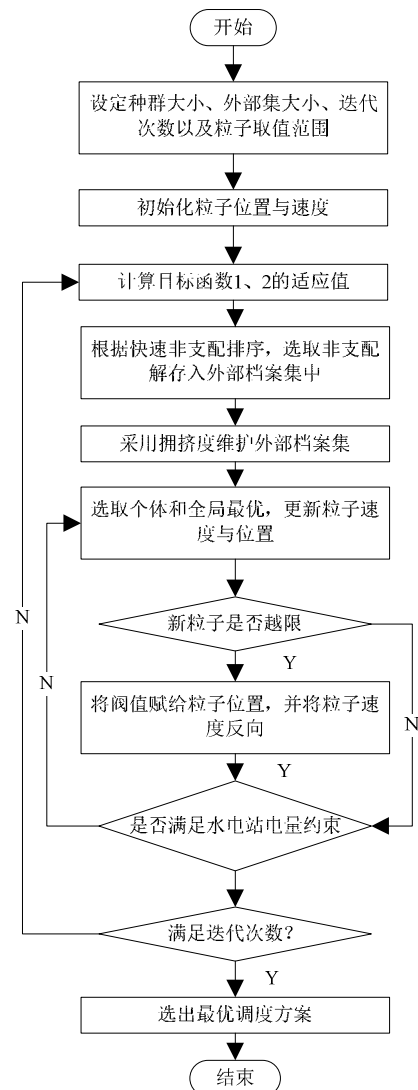 开始
设定种群大小、外部集大小、迭代
次数以及粒子取值范围
初始化粒子位置与速度
计算目标函数1、2的适应值
根据快速非支配排序，选取非支配
解存入外部档案集中
采用拥挤度维护外部档案集
选取个体和全局最优，更新粒子速
度与位置
N
新粒子是否越限
N
Y
N
将阀值赋给粒子位置，并将粒子速
度反向
Y
是否满足水电站电量约束
满足迭代次数？
Y
选出最优调度方案
结束